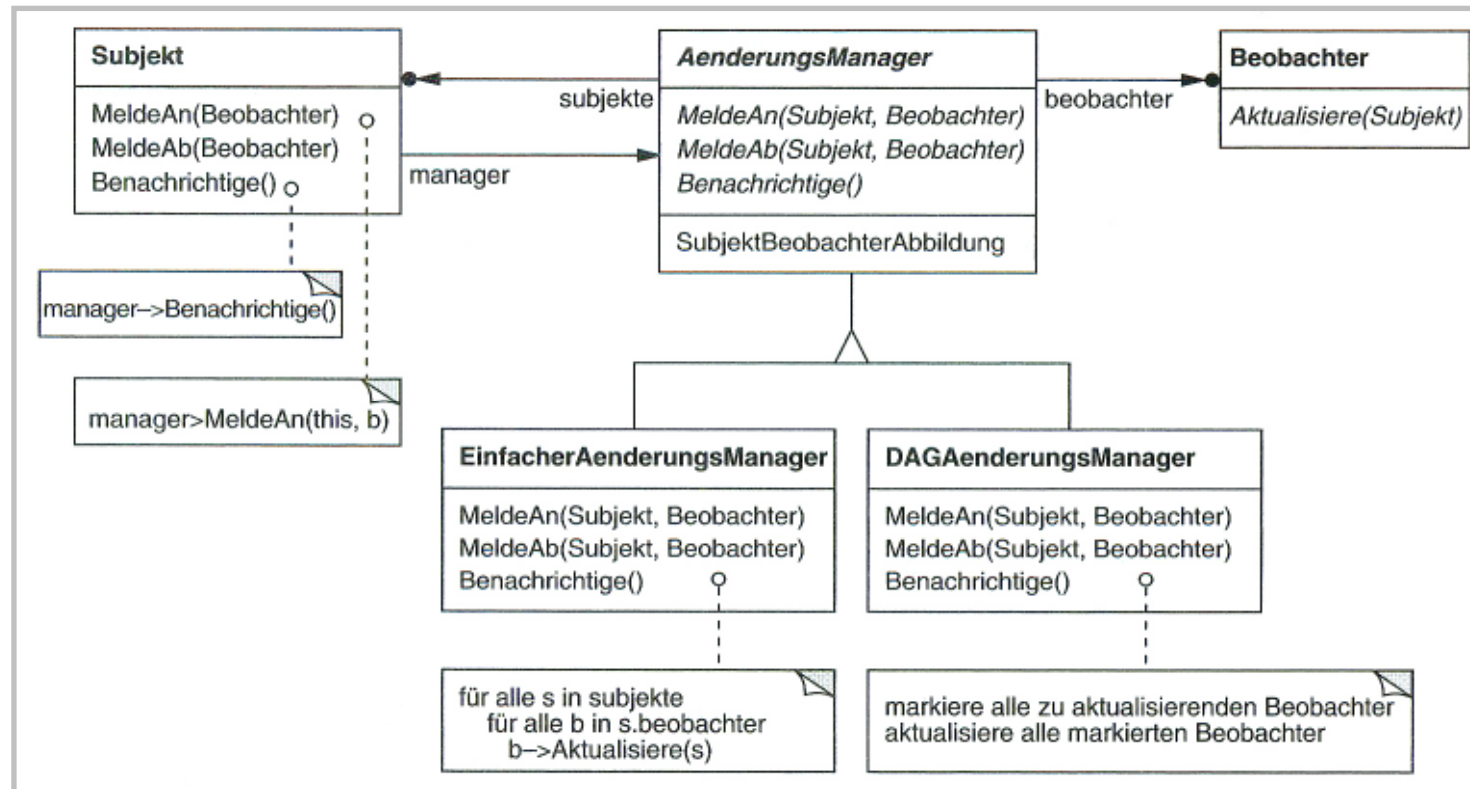 Subjekt
MeldeAn(Beobachter)
MeldeAb(Beobachter)
Benachrichtige()
subjekte
manager
AenderungsManager
MeldeAn(Subjekt, Beobachter)
MeldeAb(Subjekt, Beobachter)
Benachrichtige()
SubjektBeobachterAbbildung
beobachter
Beobachter
Aktualisiere(Subjekt)
manager–>Benachrichtige()
manager>MeldeAn(this, b)
EinfacherAenderungsManager
MeldeAn(Subjekt, Beobachter)
MeldeAb(Subjekt, Beobachter)
Benachrichtige()
DAGAenderungsManager
MeldeAn(Subjekt, Beobachter)
MeldeAb(Subjekt, Beobachter)
Benachrichtige()
für alle s in subjekte
für alle b in s.beobachter
b–>Aktualisiere(s)
markiere alle zu aktualisierenden Beobachter
aktualisiere alle markierten Beobachter